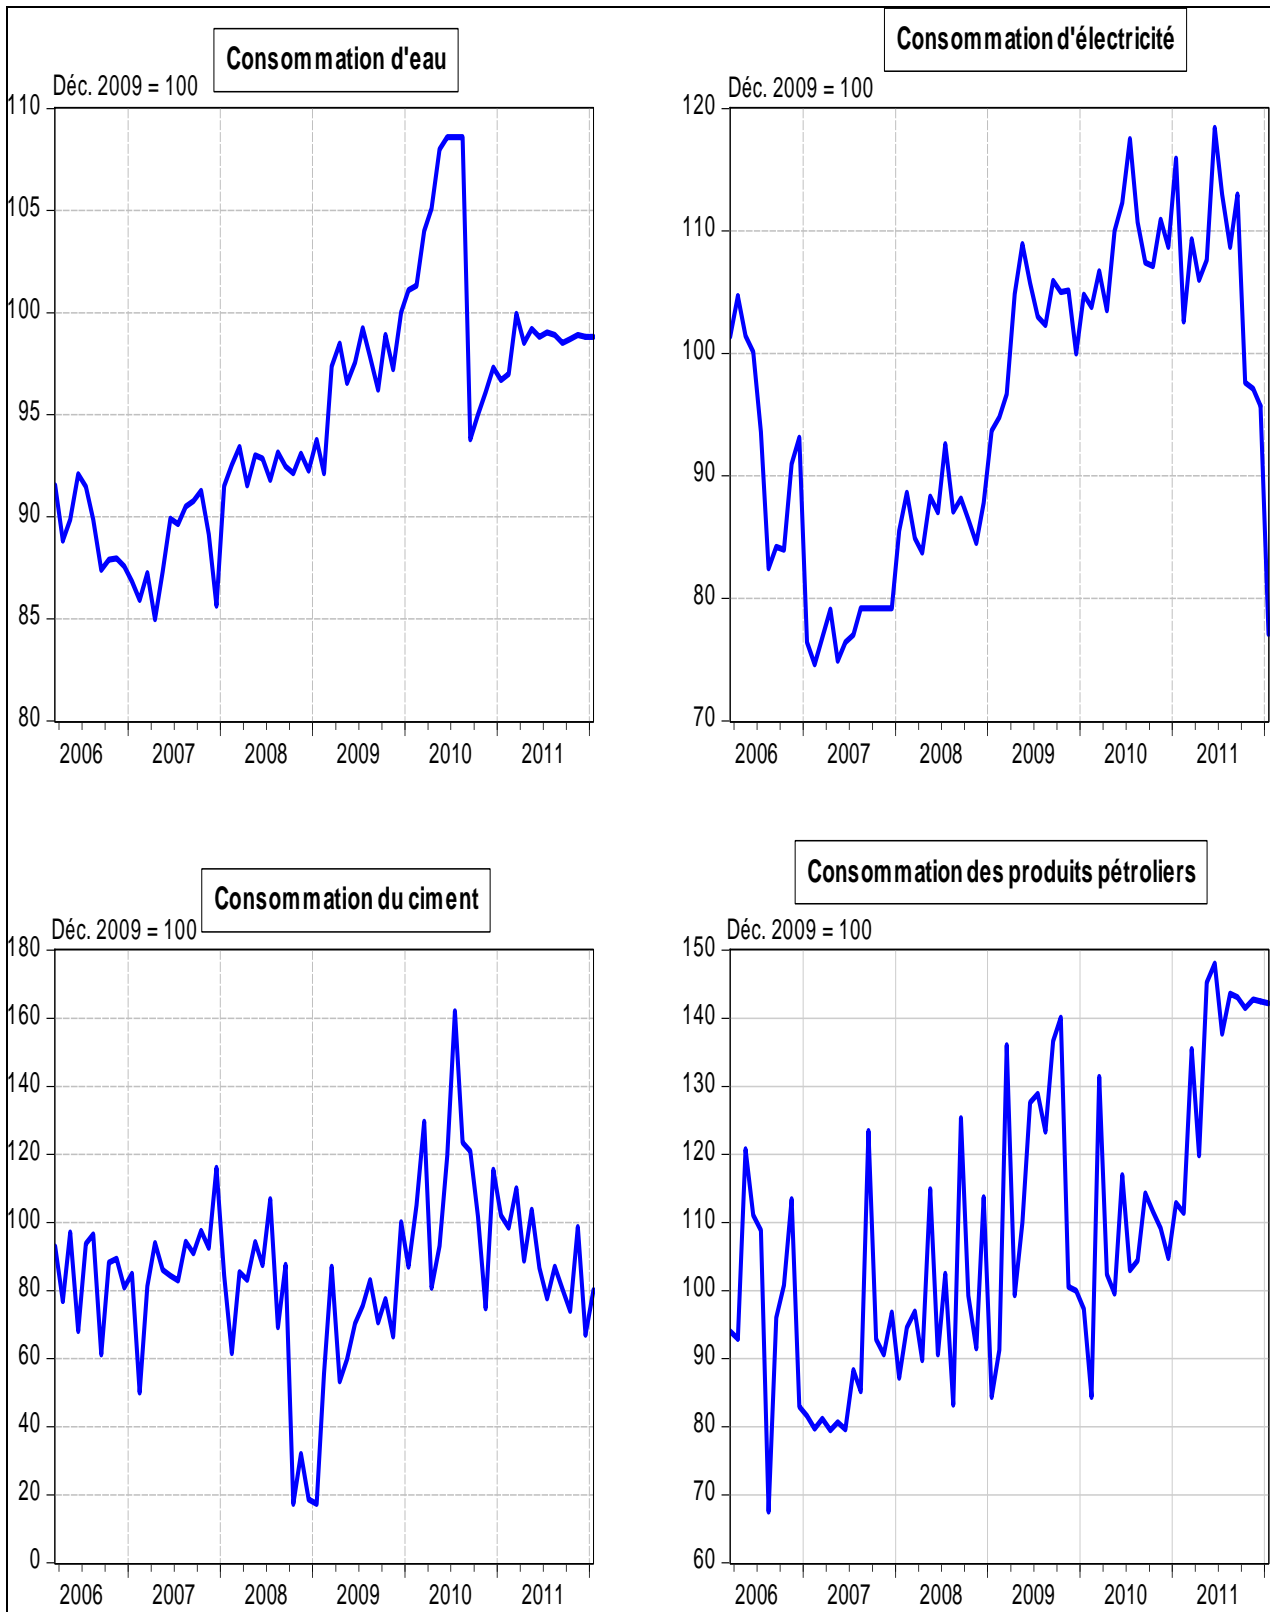 Consommation d'eau
Déc. 2009 = 100
110
105
100
95
90
85
80
2006 2007 2008 2009 2010 2011
Consommation d'électricité
Déc. 2009 = 100
120
110
100
90
80
70
2006 2007 2008 2009 2010 2011
Consommation du ciment
Déc. 2009 = 100
180
160
140
120
100
80
60
40
20
0
2006 2007 2008 2009 2010 2011
Consommation des produits pétroliers
Déc. 2009 = 100
150
140
130
120
110
100
90
80
70
60
2006 2007 2008 2009 2010 2011